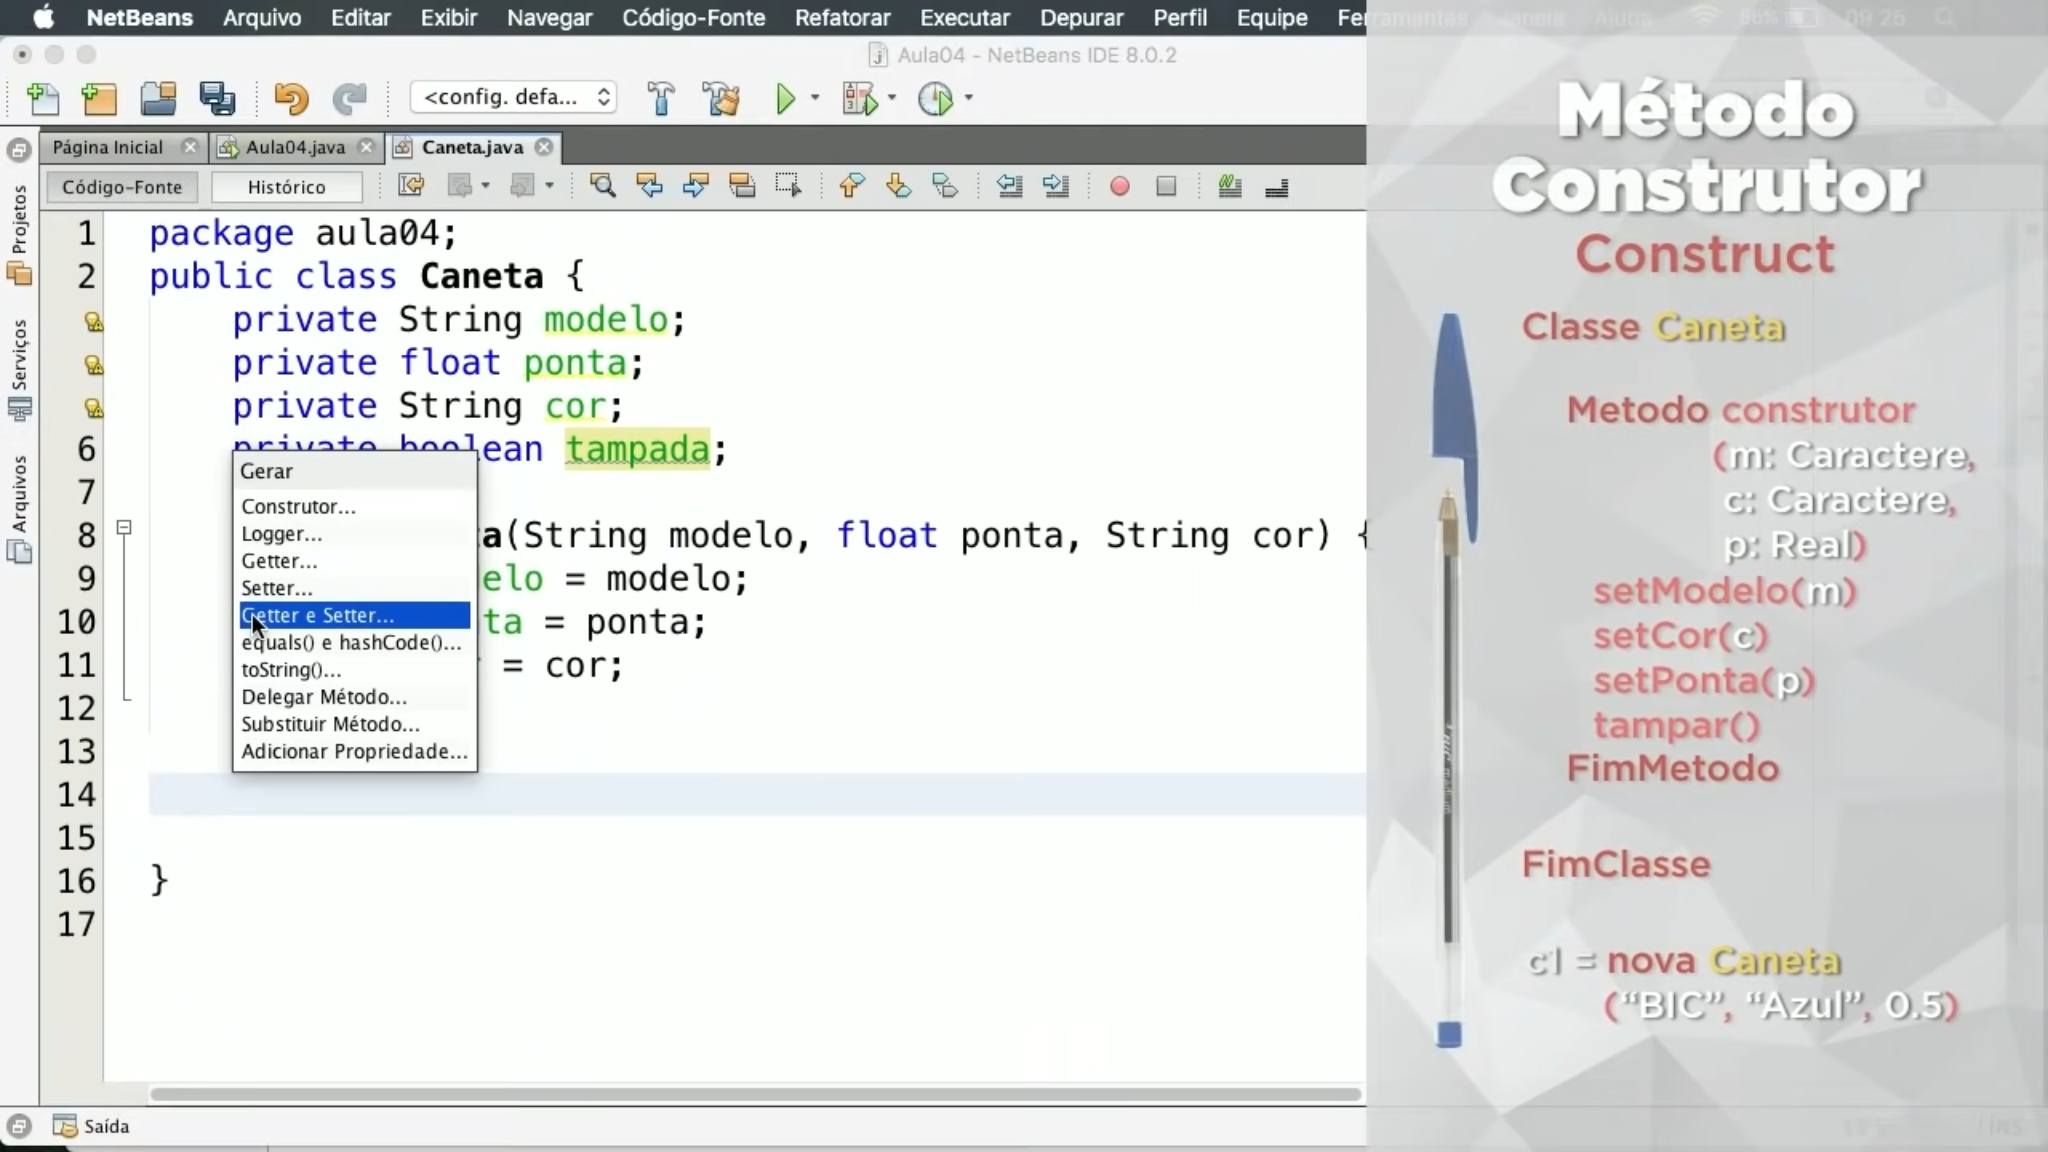 NetBeans Arquivo Editar Exibir Navegar Código-Fonte Refatorar Executar Depurar Perfil Equipe Ferramentas Janela Ajuda 09 25
Aula04 - NetBeans IDE 8.0.2
<config. defa...
Página Inicial Aula04.java Caneta.java
Código-Fonte Histórico
Projetos
Serviços
Arquivos
1 package aula04;
2 public class Caneta {
private String modelo;
private float ponta;
private String cor;
6 private boolean tampada;
7
8 a(String modelo, float ponta, String cor) {
9 elo = modelo;
10 ta = ponta;
11 = cor;
12
13
14
15
16 }
17
Gerar
Construtor...
Logger...
Getter...
Setter...
Getter e Setter...
equals() e hashCode()...
toString()...
Delegar Método...
Substituir Método...
Adicionar Propriedade...
Saída
Método
Construtor
Construct
Classe Caneta
Metodo construtor
(m: Caractere,
c: Caractere,
p: Real)
setModelo(m)
setCor(c)
setPonta(p)
tampar()
FimMetodo
FimClasse
c1 = nova Caneta
(“BIC”, “Azul”, 0.5)